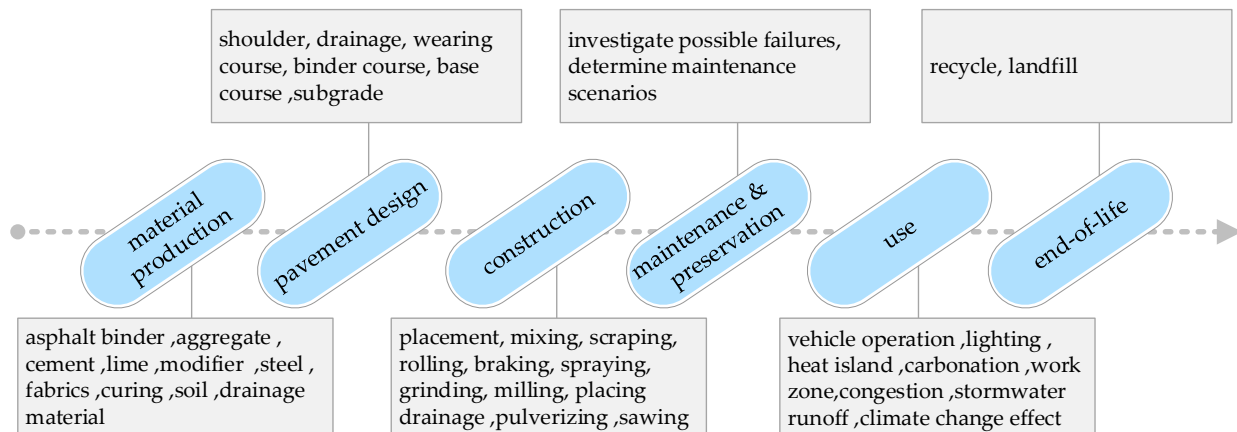 shoulder, drainage, wearing
course, binder course, base
course ,subgrade
investigate possible failures,
determine maintenance
scenarios
recycle, landfill
material
production
pavement design
construction
maintenance &
preservation
use
end-of-life
asphalt binder ,aggregate ,
cement ,lime ,modifier ,steel ,
fabrics ,curing ,soil ,drainage
material
placement, mixing, scraping,
rolling, braking, spraying,
grinding, milling, placing
drainage ,pulverizing ,sawing
vehicle operation ,lighting ,
heat island ,carbonation ,work
zone,congestion ,stormwater
runoff ,climate change effect